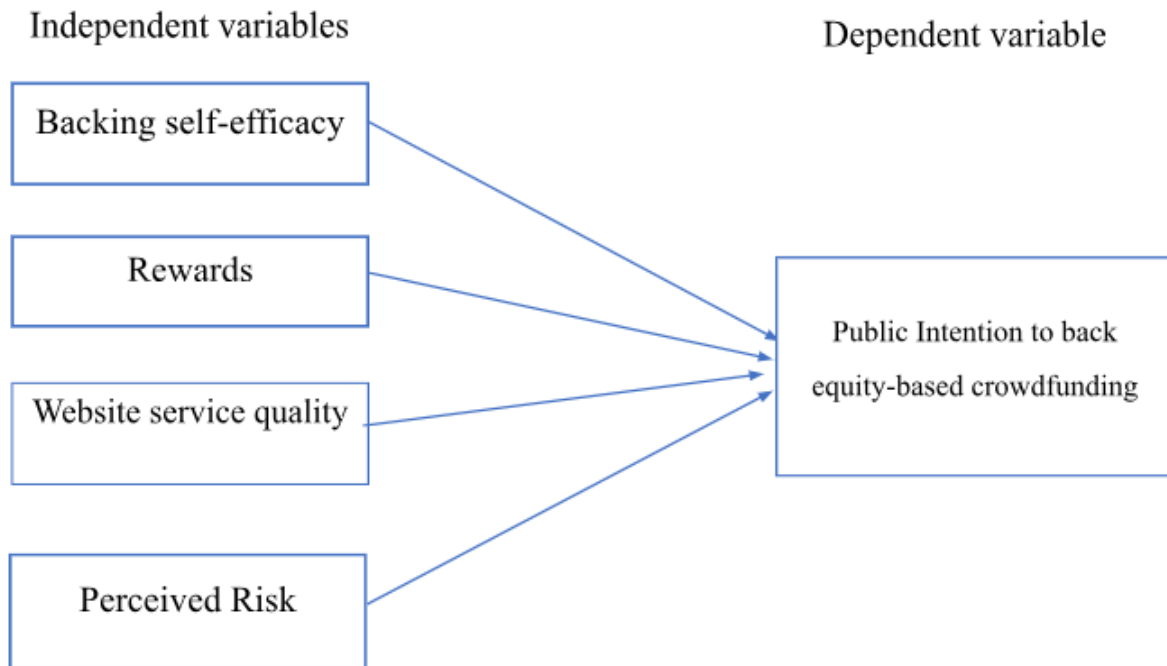 Independent variables
Dependent variable
Backing self-efficacy
Rewards
Website service quality
Perceived Risk
Public Intention to back
equity-based crowdfunding